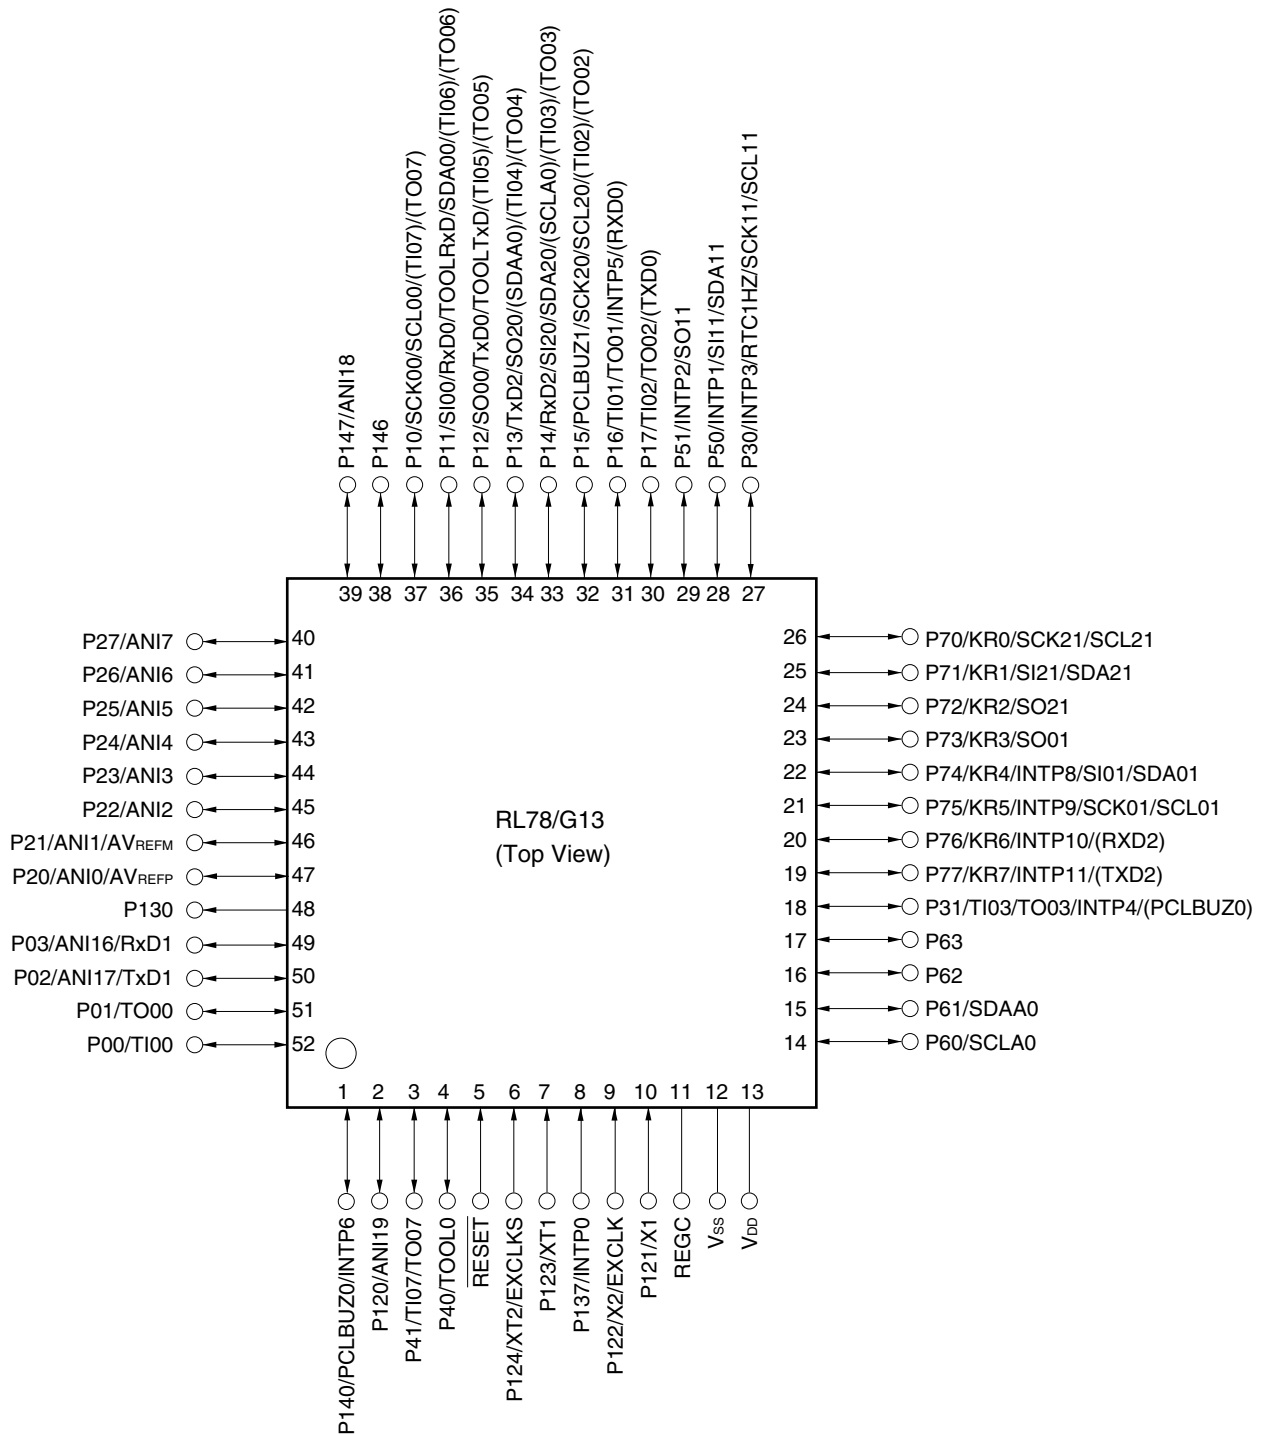 P147/ANI18
P146
P10/SCK00/SCL00/(TI07)/(TO07)
P11/SI00/RxD0/TOOLRxD/SDA00/(TI06)/(TO06)
P12/SO00/TxD0/TOOLTxD/(TI05)/(TO05)
P13/TxD2/SO20/(SDAA0)/(TI04)/(TO04)
P14/RxD2/SI20/SDA20/(SCLA0)/(TI03)/(TO03)
P15/PCLBUZ1/SCK20/SCL20/(TI02)/(TO02)
P16/TI01/TO01/INTP5/(RXD0)
P17/TI02/TO02/(TXD0)
P51/INTP2/SO11
P50/INTP1/SI11/SDA11
P30/INTP3/RTC1HZ/SCK11/SCL11
39 38 37 36 35 34 33 32 31 30 29 28 27
P27/ANI7 40
P26/ANI6 41
P25/ANI5 42
P24/ANI4 43
P23/ANI3 44
P22/ANI2 45
P21/ANI1/AVREFM 46
P20/ANI0/AVREFP 47
P130 48
P03/ANI16/RxD1 49
P02/ANI17/TxD1 50
P01/TO00 51
P00/TI00 52
RL78/G13
(Top View)
26 P70/KR0/SCK21/SCL21
25 P71/KR1/SI21/SDA21
24 P72/KR2/SO21
23 P73/KR3/SO01
22 P74/KR4/INTP8/SI01/SDA01
21 P75/KR5/INTP9/SCK01/SCL01
20 P76/KR6/INTP10/(RXD2)
19 P77/KR7/INTP11/(TXD2)
18 P31/TI03/TO03/INTP4/(PCLBUZ0)
17 P63
16 P62
15 P61/SDAA0
14 P60/SCLA0
1 2 3 4 5 6 7 8 9 10 11 12 13
P140/PCLBUZ0/INTP6
P120/ANI19
P41/TI07/TO07
P40/TOOL0
RESET
P124/XT2/EXCLKS
P123/XT1
P137/INTP0
P122/X2/EXCLK
P121/X1
REGC
VSS
VDD